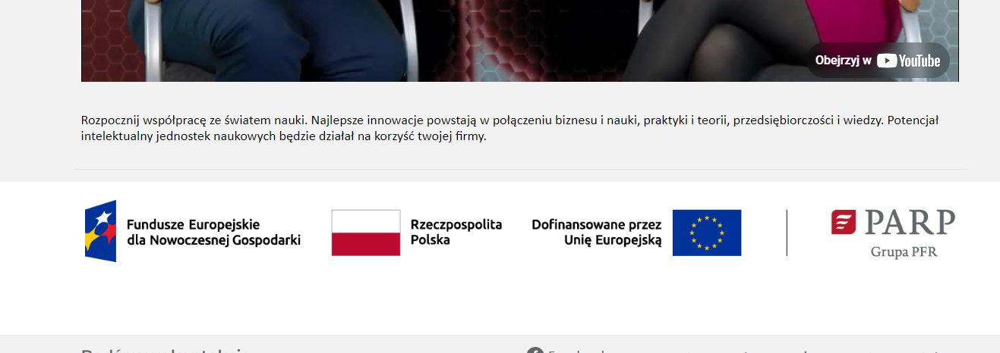 Obejrzyj w YouTube
Rozpocznij współpracę ze światem nauki. Najlepsze innowacje powstają w połączeniu biznesu i nauki, praktyki i teorii, przedsiębiorczości i wiedzy. Potencjał
intelektualny jednostek naukowych będzie działał na korzyść twojej firmy.
Fundusze Europejskie
dla Nowoczesnej Gospodarki
Rzeczpospolita
Polska
Dofinansowane przez
Unię Europejską
PARP
Grupa PFR